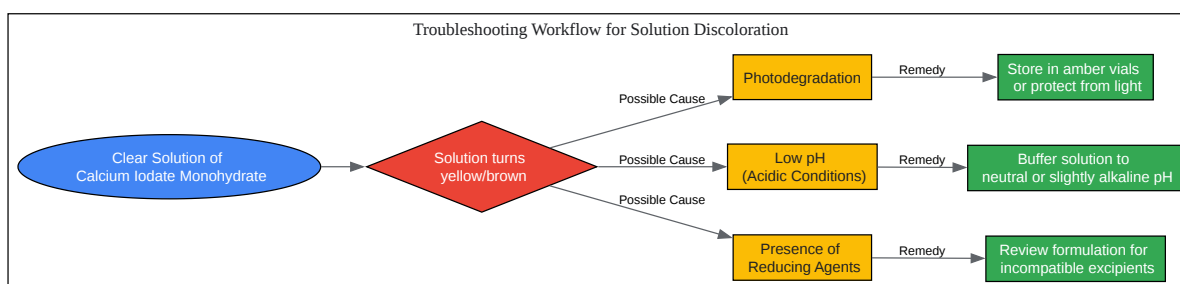 Troubleshooting Workflow for Solution Discoloration
Clear Solution of
Calcium Iodate Monohydrate
Solution turns
yellow/brown
Possible Cause
Photodegradation
Remedy
Store in amber vials
or protect from light
Possible Cause
Low pH
(Acidic Conditions)
Remedy
Buffer solution to
neutral or slightly alkaline pH
Possible Cause
Presence of
Reducing Agents
Remedy
Review formulation for
incompatible excipients